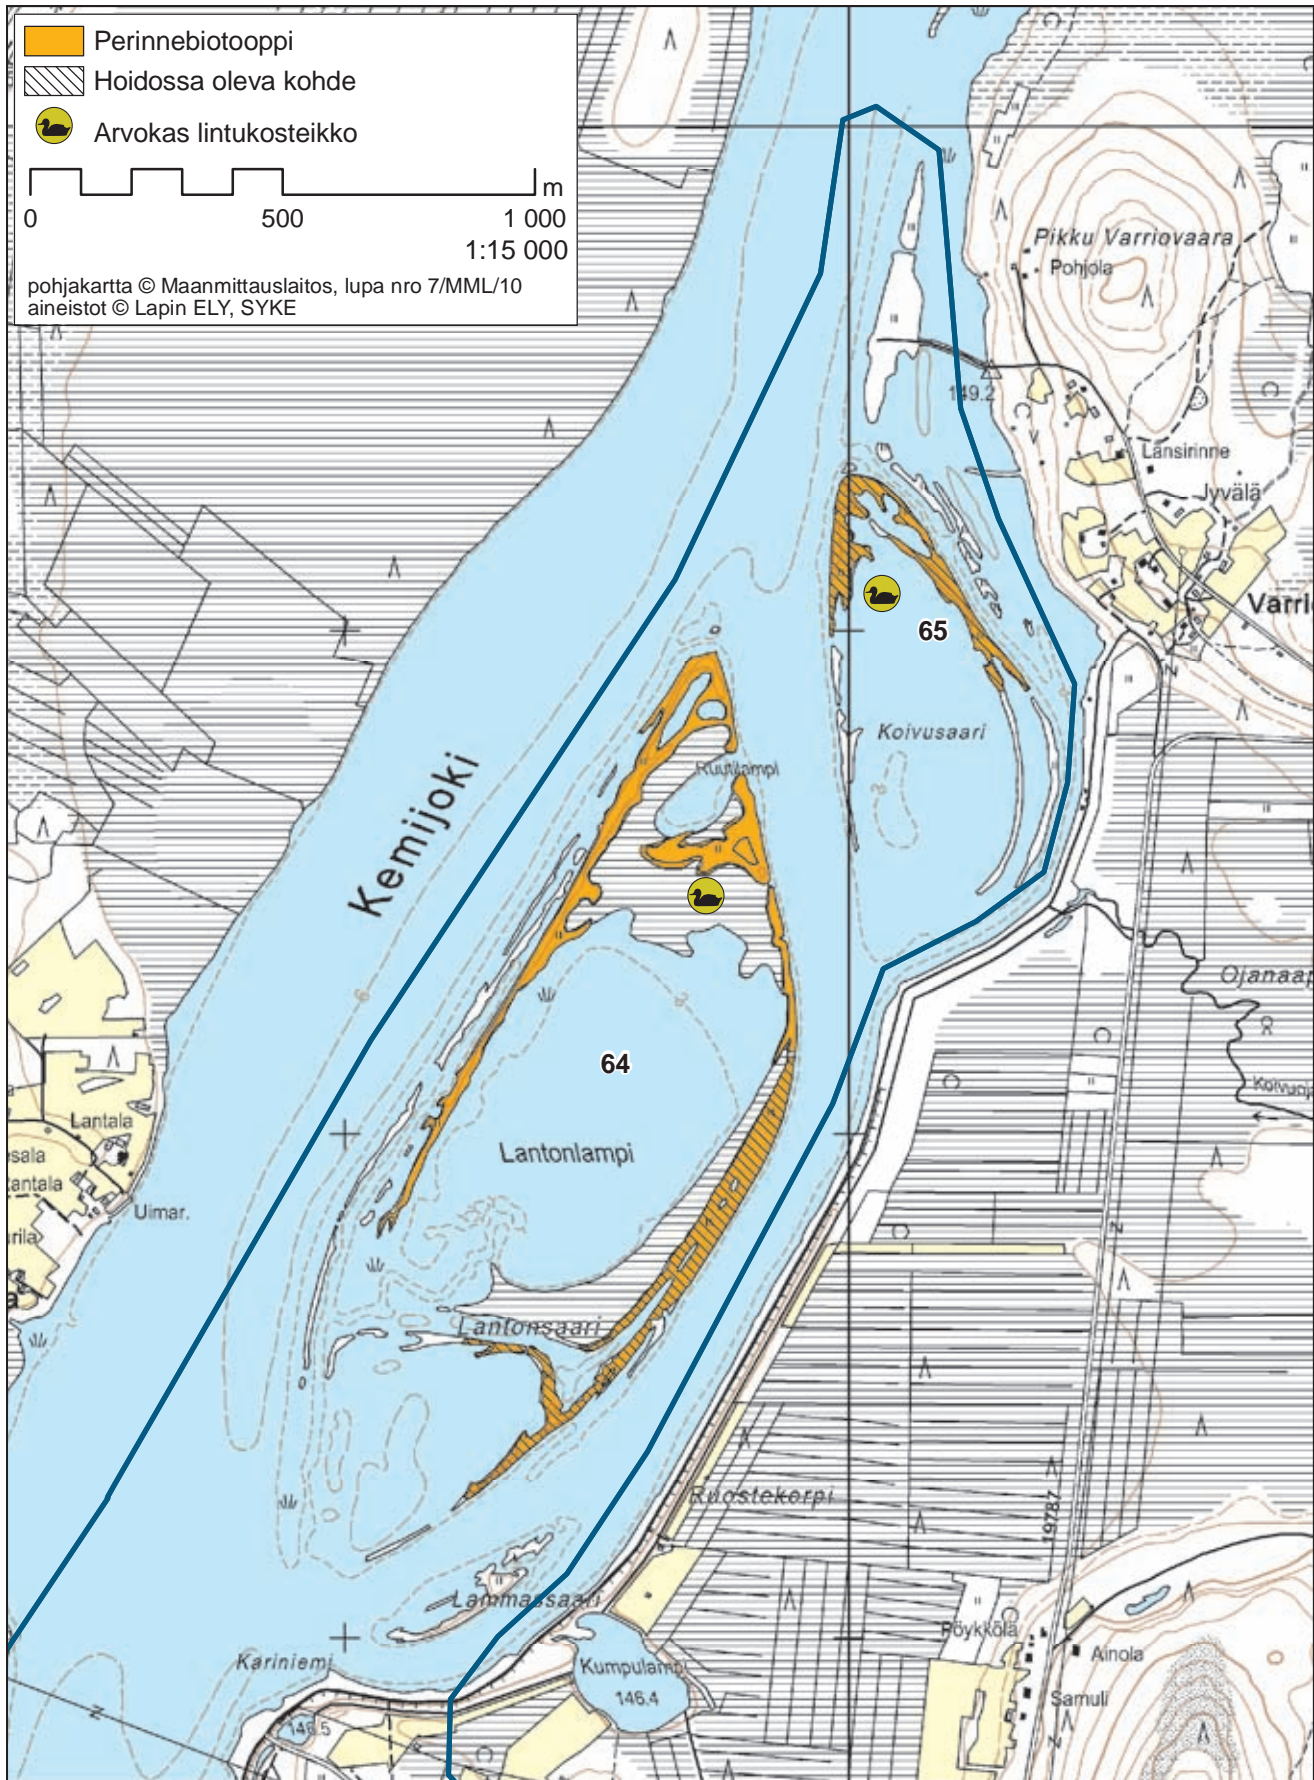 Perinnebiotooppi
Hoidossa oleva kohde
Arvokas lintukosteikko
m
0 500 1 000
1:15 000
pohjakartta © Maanmittauslaitos, lupa nro 7/MML/10
aineistot © Lapin ELY, SYKE
Pikku Varriovaara
Pohjola
149.2
Länsirinne
Jyvälä
Varri
65
Koivusaari
Ruutilampi
Kemijoki
Ojanaap
64
Lantala
Lantonlampi
Uimar.
Lantonsaari
Ruostekorpi
19787
Lammassaari
Pöykkölä
Kariniemi
Kumpulampi
Ainola
146.4
Samuli
146.5